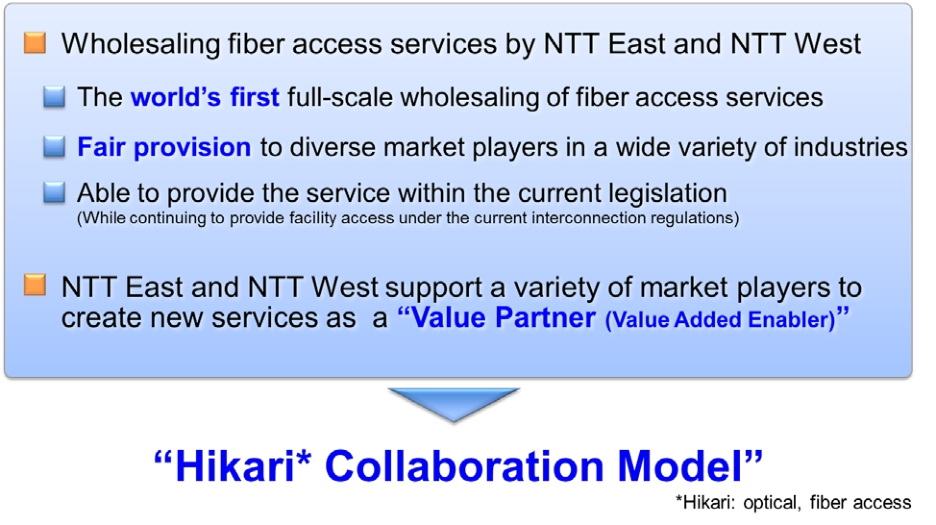 Wholesaling fiber access services by NTT East and NTT West
The world's first full-scale wholesaling of fiber access services
Fair provision to diverse market players in a wide variety of industries
Able to provide the service within the current legislation
(While continuing to provide facility access under the current interconnection regulations)
NTT East and NTT West support a variety of market players to
create new services as a “Value Partner (Value Added Enabler)”
“Hikari* Collaboration Model”
*Hikari: optical, fiber access